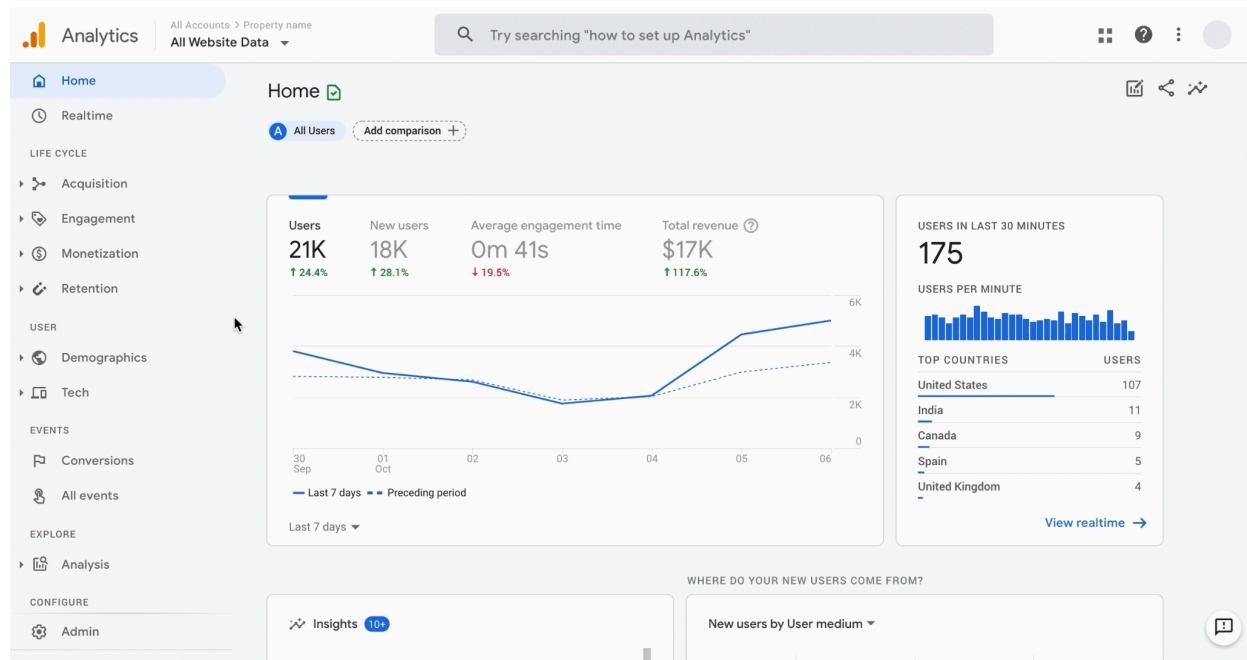 Analytics
All Accounts > Property name
All Website Data
Try searching "how to set up Analytics"
Home
Realtime
LIFE CYCLE
Acquisition
Engagement
Monetization
Retention
USER
Demographics
Tech
EVENTS
Conversions
All events
EXPLORE
Analysis
CONFIGURE
Admin
Home
A All Users
Add comparison +
Users
21K
↑ 24.4%
New users
18K
↑ 28.1%
Average engagement time
0m 41s
↓ 19.5%
Total revenue
$17K
↑ 117.6%
6K
4K
2K
0
30 Sep
01 Oct
02
03
04
05
06
Last 7 days
Preceding period
Last 7 days
USERS IN LAST 30 MINUTES
175
USERS PER MINUTE
TOP COUNTRIES USERS
United States 107
India 11
Canada 9
Spain 5
United Kingdom 4
View realtime →
Insights 10+
WHERE DO YOUR NEW USERS COME FROM?
New users by User medium